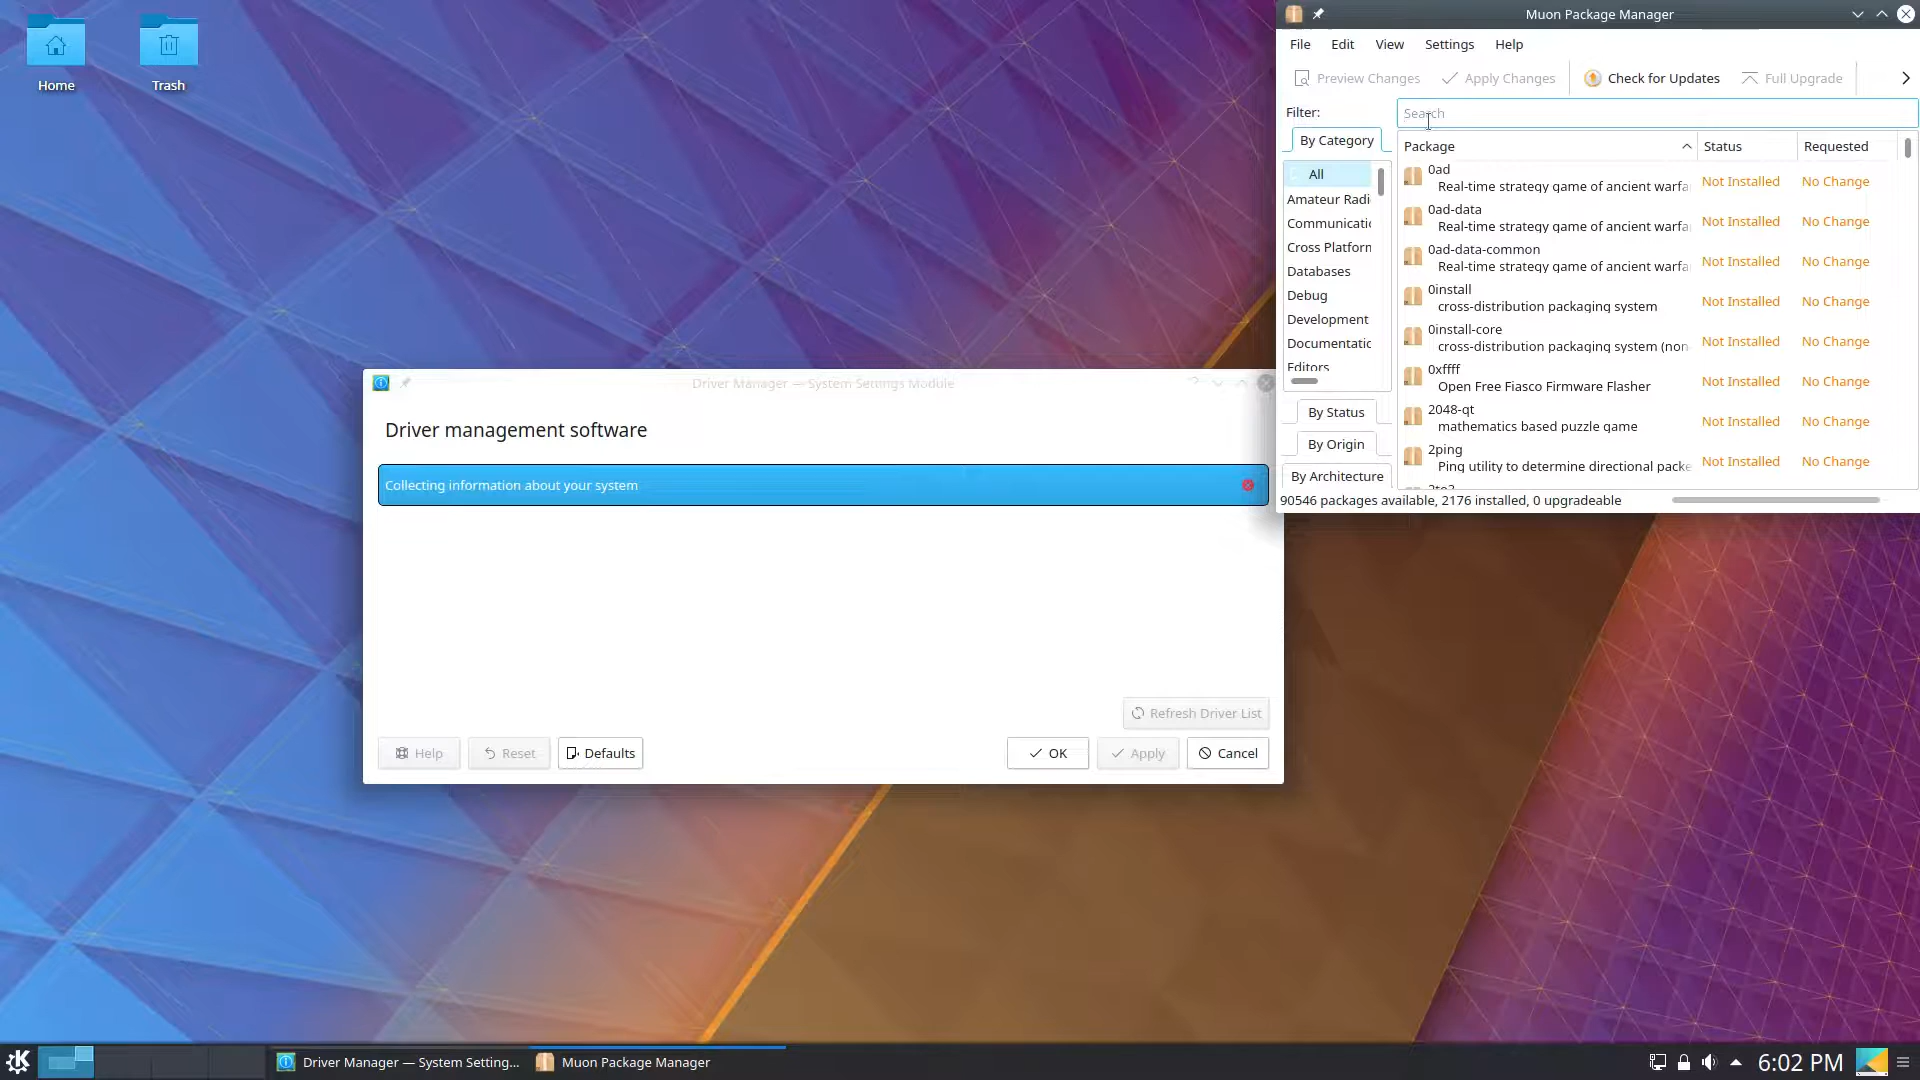 Home
Trash
Muon Package Manager
File Edit View Settings Help
Preview Changes Apply Changes Check for Updates Full Upgrade
Filter:
Search
By Category
All
Amateur Radi
Communicatic
Cross Platforn
Databases
Debug
Development
Documentatic
Editors
By Status
By Origin
By Architecture
Package Status Requested
0ad
Real-time strategy game of ancient warfa
Not Installed No Change
0ad-data
Real-time strategy game of ancient warfa
Not Installed No Change
0ad-data-common
Real-time strategy game of ancient warfa
Not Installed No Change
0install
cross-distribution packaging system
Not Installed No Change
0install-core
cross-distribution packaging system (non
Not Installed No Change
0xffff
Open Free Fiasco Firmware Flasher
Not Installed No Change
2048-qt
mathematics based puzzle game
Not Installed No Change
2ping
Ping utility to determine directional packe
Not Installed No Change
90546 packages available, 2176 installed, 0 upgradeable
Driver Manager — System Settings Module
Driver management software
Collecting information about your system
Refresh Driver List
Help Reset Defaults OK Apply Cancel
Driver Manager — System Setting...
Muon Package Manager
6:02 PM